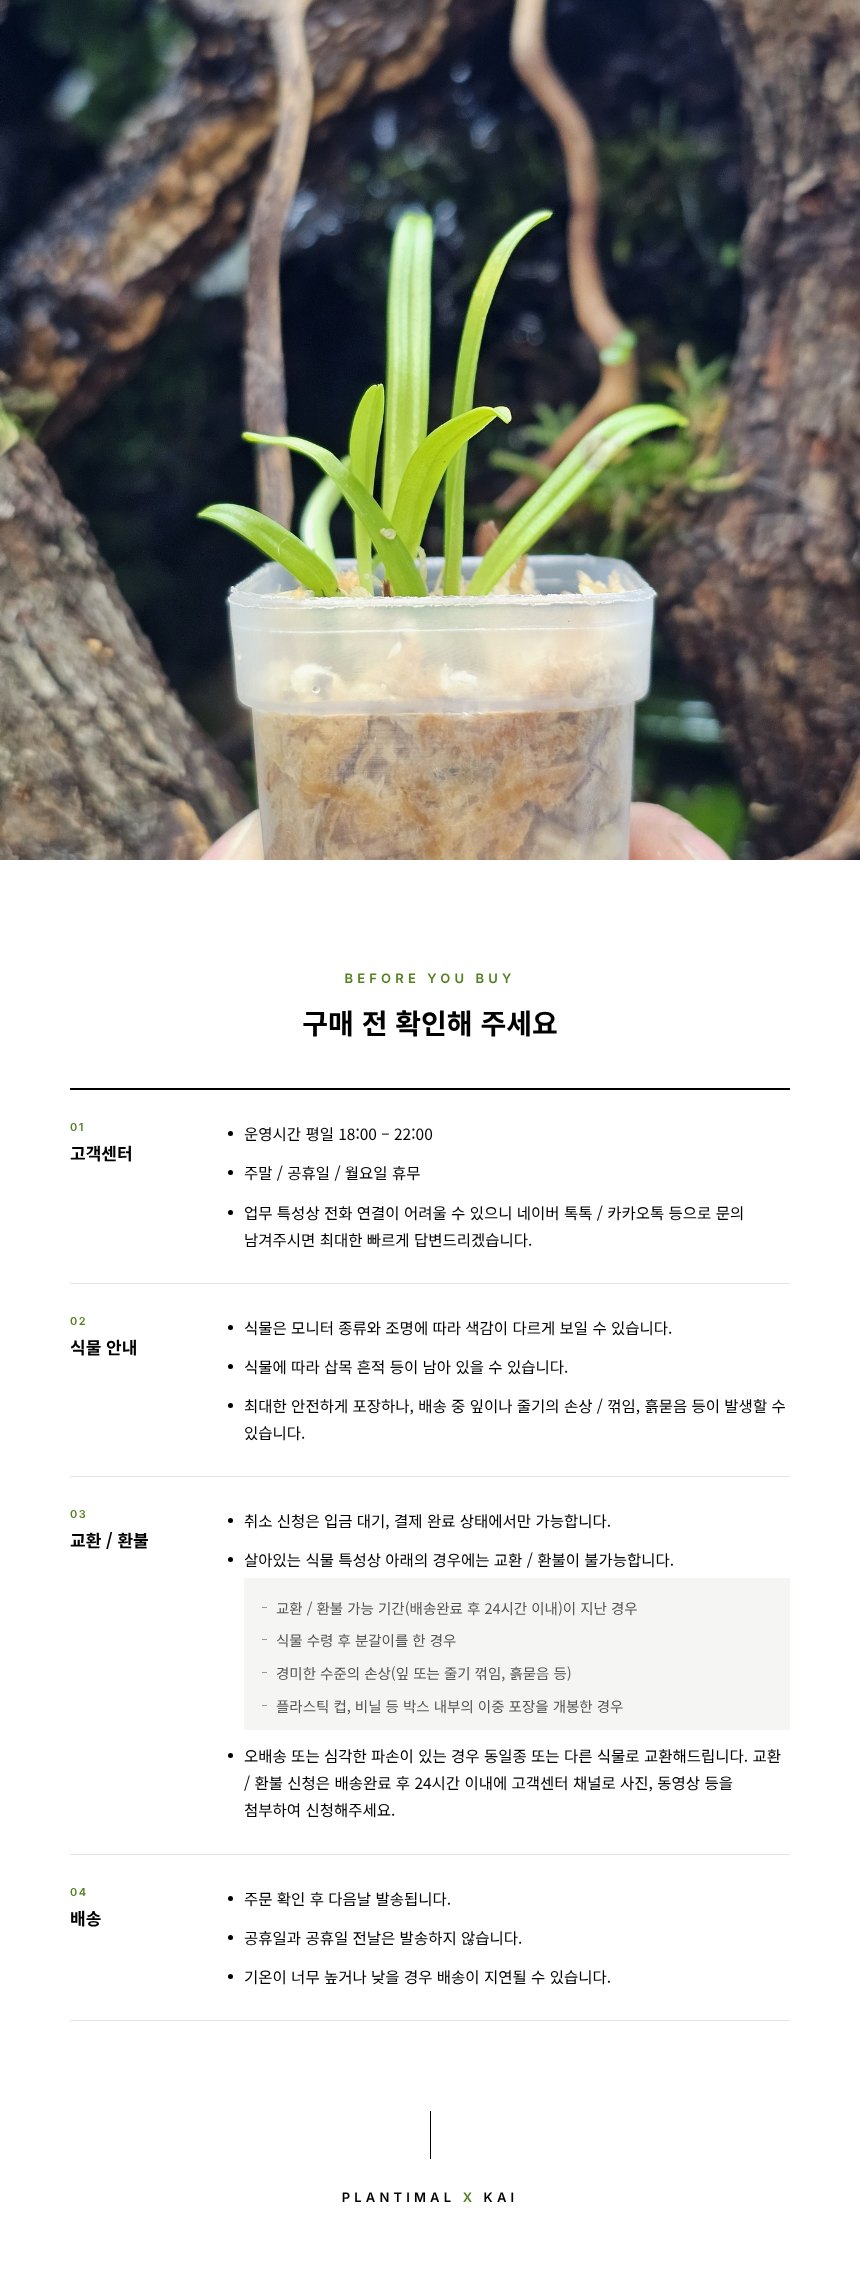 BEFORE YOU BUY
구매 전 확인해 주세요
01
고객센터
운영시간 평일 18:00 – 22:00
주말 / 공휴일 / 월요일 휴무
업무 특성상 전화 연결이 어려울 수 있으니 네이버 톡톡 / 카카오톡 등으로 문의
남겨주시면 최대한 빠르게 답변드리겠습니다.
02
식물 안내
식물은 모니터 종류와 조명에 따라 색감이 다르게 보일 수 있습니다.
식물에 따라 삽목 흔적 등이 남아 있을 수 있습니다.
최대한 안전하게 포장하나, 배송 중 잎이나 줄기의 손상 / 꺾임, 흙묻음 등이 발생할 수
있습니다.
03
교환 / 환불
취소 신청은 입금 대기, 결제 완료 상태에서만 가능합니다.
살아있는 식물 특성상 아래의 경우에는 교환 / 환불이 불가능합니다.
– 교환 / 환불 가능 기간(배송완료 후 24시간 이내)이 지난 경우
– 식물 수령 후 분갈이를 한 경우
– 경미한 수준의 손상(잎 또는 줄기 꺾임, 흙묻음 등)
– 플라스틱 컵, 비닐 등 박스 내부의 이중 포장을 개봉한 경우
오배송 또는 심각한 파손이 있는 경우 동일종 또는 다른 식물로 교환해드립니다. 교환
/ 환불 신청은 배송완료 후 24시간 이내에 고객센터 채널로 사진, 동영상 등을
첨부하여 신청해주세요.
04
배송
주문 확인 후 다음날 발송됩니다.
공휴일과 공휴일 전날은 발송하지 않습니다.
기온이 너무 높거나 낮을 경우 배송이 지연될 수 있습니다.
PLANTIMAL X KAI